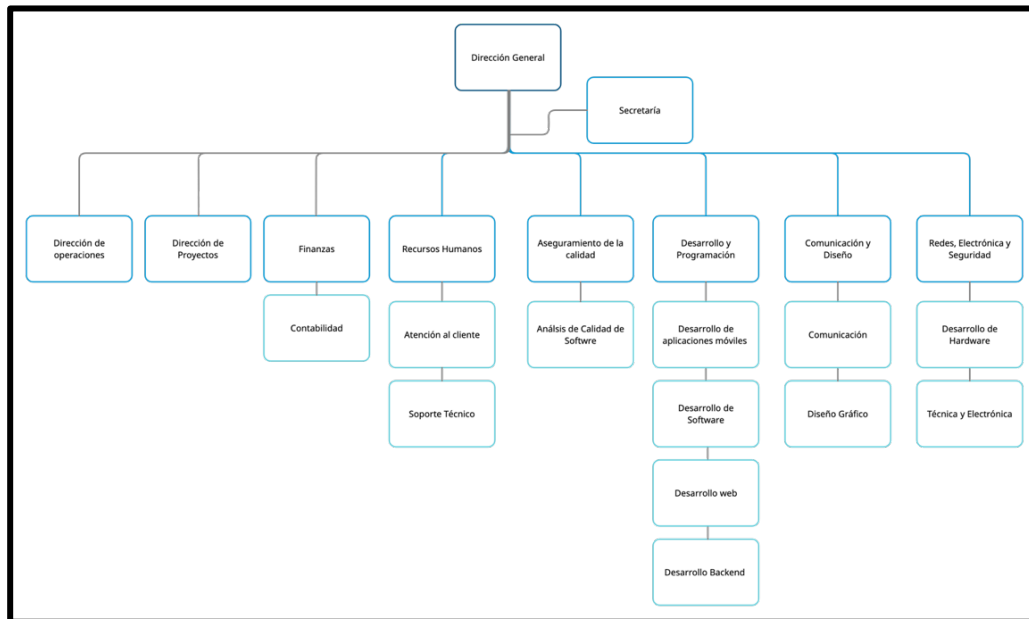 Dirección General
Secretaría
Dirección de
operaciones
Dirección de
Proyectos
Finanzas
Recursos Humanos
Aseguramiento de la
calidad
Desarrollo y
Programación
Comunicación y
Diseño
Redes, Electrónica y
Seguridad
Contabilidad
Atención al cliente
Análsis de Calidad de
Softwre
Desarrollo de
aplicaciones móviles
Comunicación
Desarrollo de
Hardware
Soporte Técnico
Desarrollo de
Software
Diseño Gráfico
Técnica y Electrónica
Desarrollo web
Desarrollo Backend